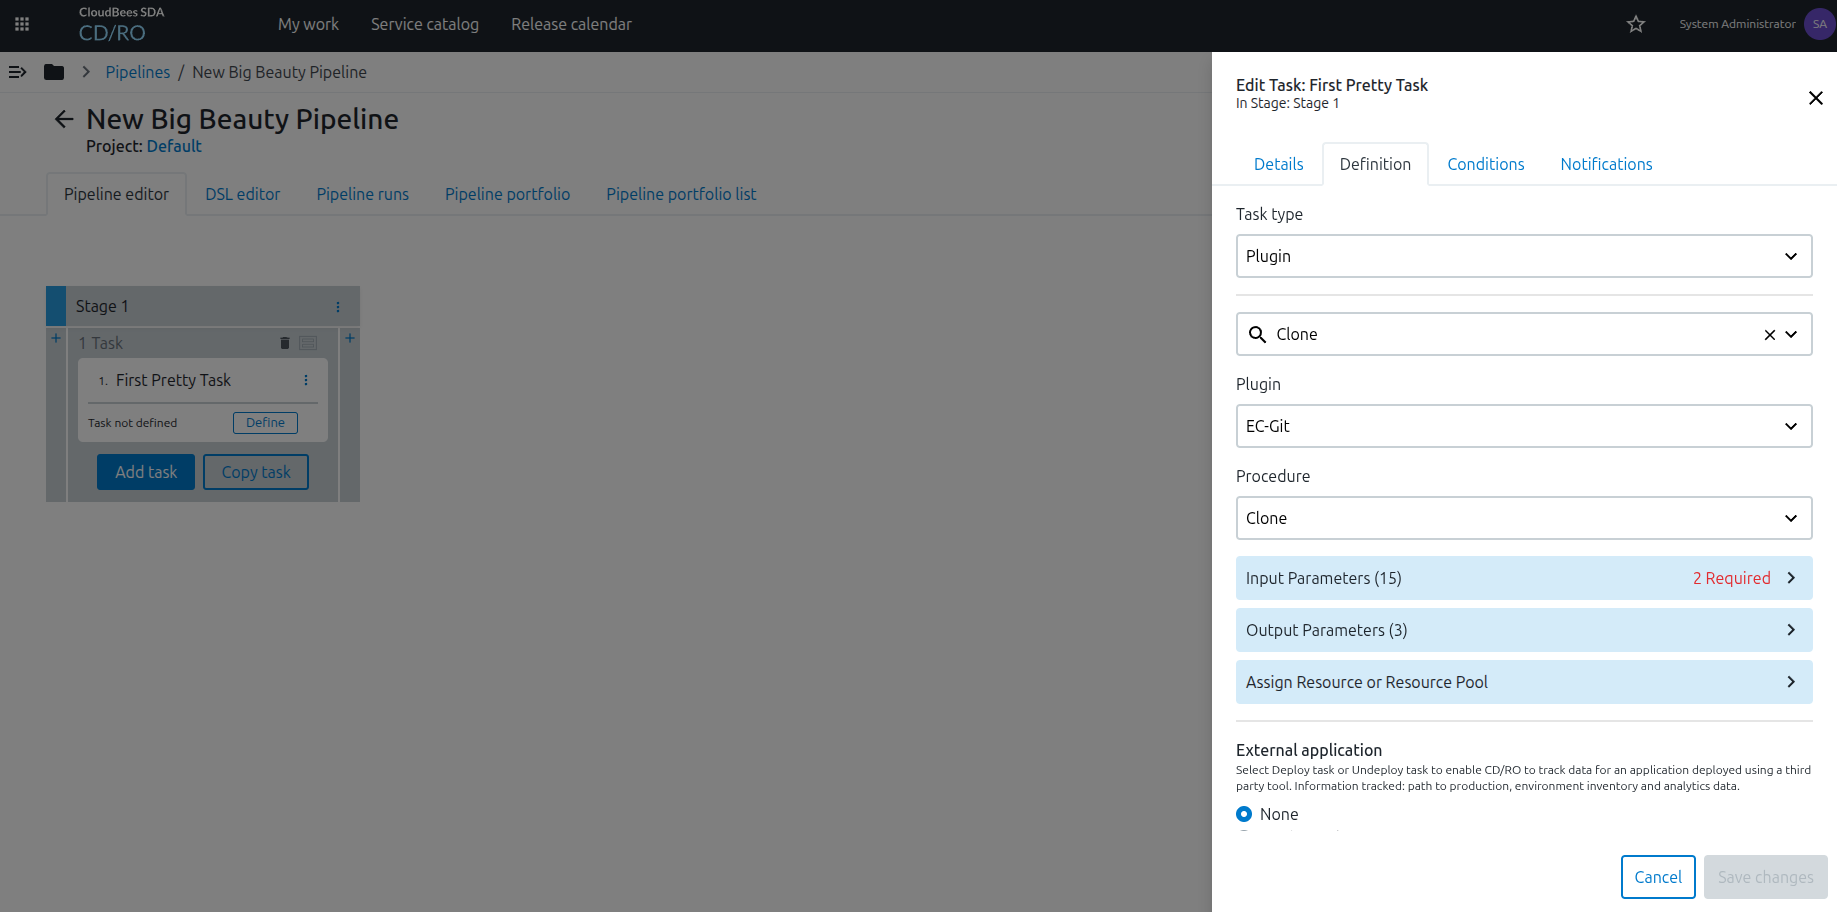 CloudBees SDA
CD/RO
My work
Service catalog
Release calendar
System Administrator
SA
Pipelines / New Big Beauty Pipeline
New Big Beauty Pipeline
Project: Default
Pipeline editor
DSL editor
Pipeline runs
Pipeline portfolio
Pipeline portfolio list
Stage 1
+
1 Task
+
1. First Pretty Task
Task not defined
Define
Add task
Copy task
Edit Task: First Pretty Task
In Stage: Stage 1
Details
Definition
Conditions
Notifications
Task type
Plugin
Clone
Plugin
EC-Git
Procedure
Clone
Input Parameters (15)
2 Required
Output Parameters (3)
Assign Resource or Resource Pool
External application
Select Deploy task or Undeploy task to enable CD/RO to track data for an application deployed using a third
party tool. Information tracked: path to production, environment inventory and analytics data.
None
Cancel
Save changes